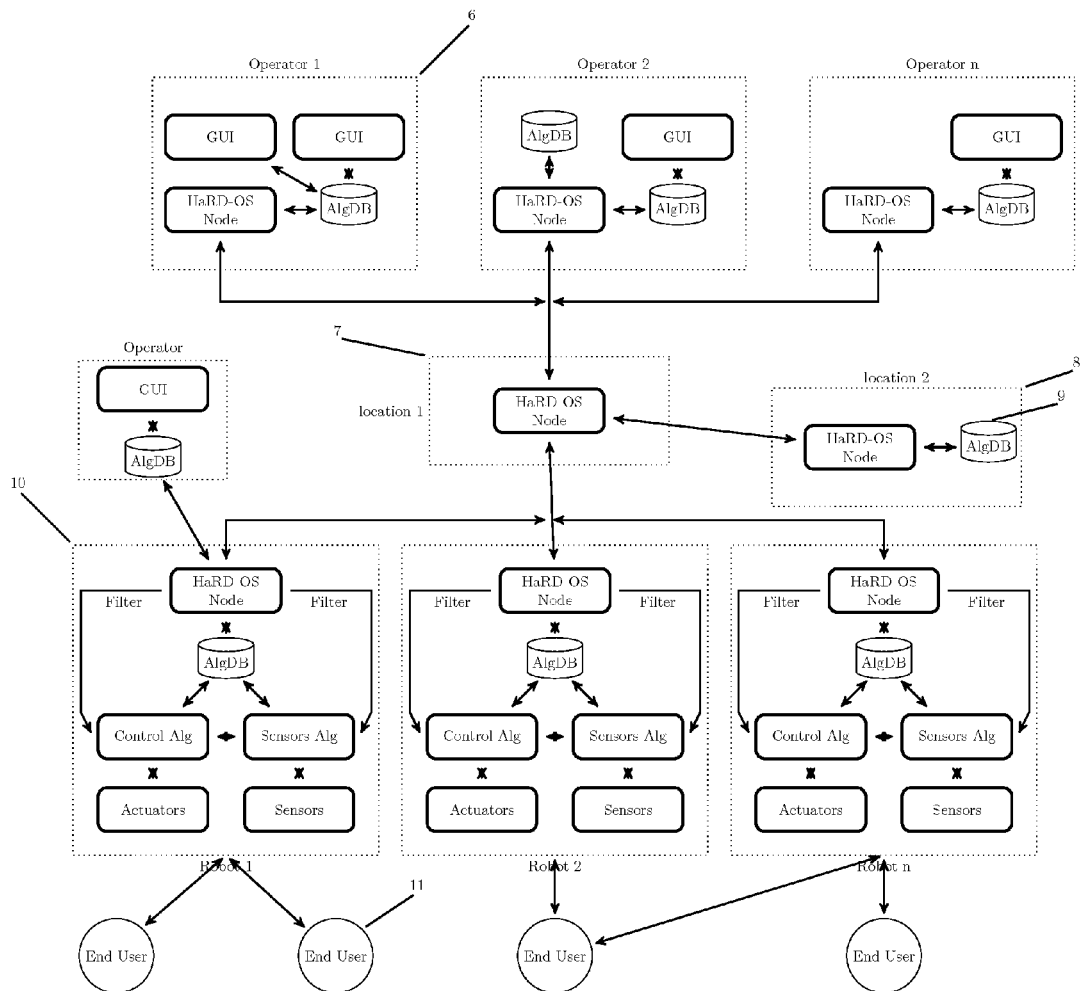 6
Operator 1
Operator 2
Operator n
GUI
GUI
AlgDB
GUI
GUI
HaRD-OS
Node
AlgDB
HaRD-OS
Node
AlgDB
HaRD-OS
Node
AlgDB
7
Operator
GUI
AlgDB
location 1
HaRD OS
Node
location 2
8
9
HaRD-OS
Node
AlgDB
10
HaRD OS
Node
Filter
Filter
AlgDB
Control Alg
Sensors Alg
Actuators
Sensors
Robot 1
HaRD OS
Node
Filter
Filter
AlgDB
Control Alg
Sensors Alg
Actuators
Sensors
Robot 2
HaRD OS
Node
Filter
Filter
AlgDB
Control Alg
Sensors Alg
Actuators
Sensors
Robot n
11
End User
End User
End User
End User